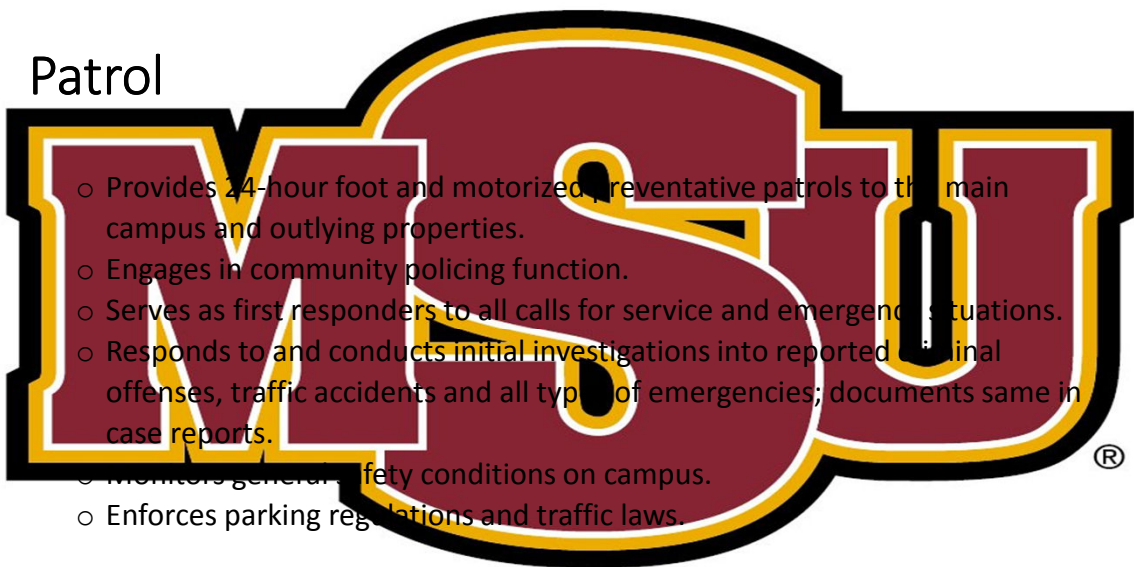 Patrol
MSU
®
○ Provides 24-hour foot and motorized preventative patrols to the main
campus and outlying properties.
○ Engages in community policing function.
○ Serves as first responders to all calls for service and emergency situations.
○ Responds to and conducts initial investigations into reported criminal
offenses, traffic accidents and all types of emergencies; documents same in
case reports.
○ Monitors general safety conditions on campus.
○ Enforces parking regulations and traffic laws.